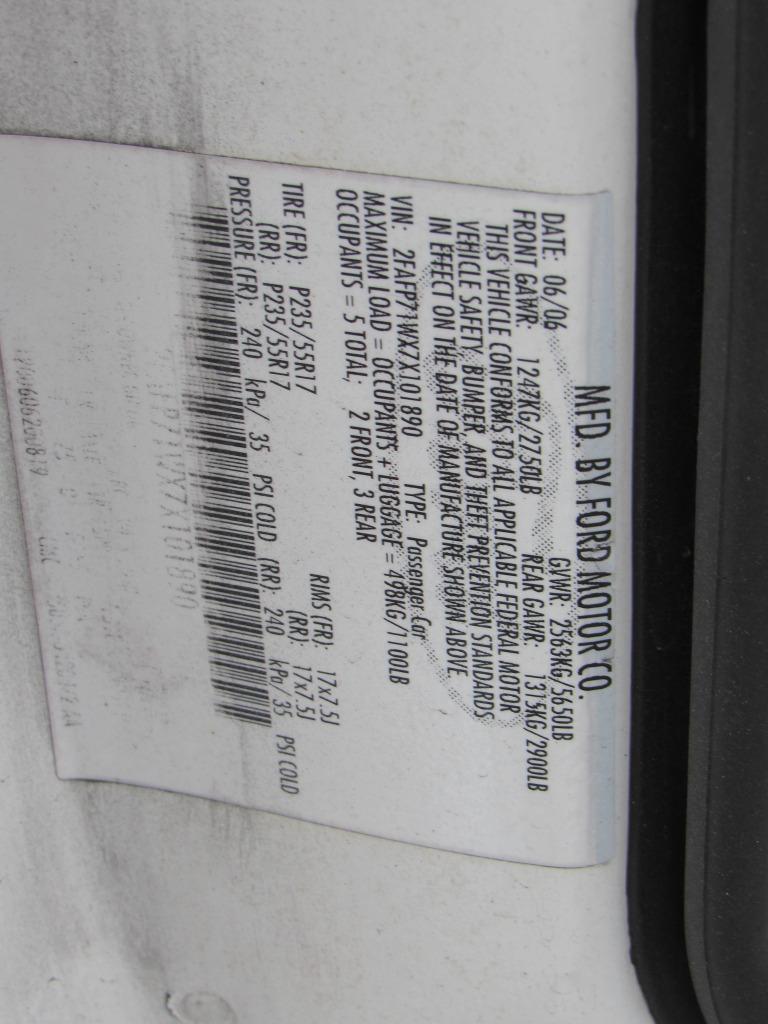 MFD. BY FORD MOTOR CO.
DATE: 06/06 GVWR: 2563KG/5650LB
FRONT GAWR: 1247KG/2750LB REAR GAWR: 1315KG/2900LB
THIS VEHICLE CONFORMS TO ALL APPLICABLE FEDERAL MOTOR
VEHICLE SAFETY, BUMPER, AND THEFT PREVENTION STANDARDS
IN EFFECT ON THE DATE OF MANUFACTURE SHOWN ABOVE
VIN: 2FAFP71WX7X101890 TYPE: Passenger Car
MAXIMUM LOAD = OCCUPANTS + LUGGAGE = 498KG/1100LB
OCCUPANTS = 5 TOTAL; 2 FRONT, 3 REAR
TIRE (FR): P235/55R17 RIMS (FR): 17x7.5J
(RR): P235/55R17 (RR): 17x7.5J
PRESSURE (FR): 240 kPa/ 35 PSI COLD (RR): 240 kPa/ 35 PSI COLD